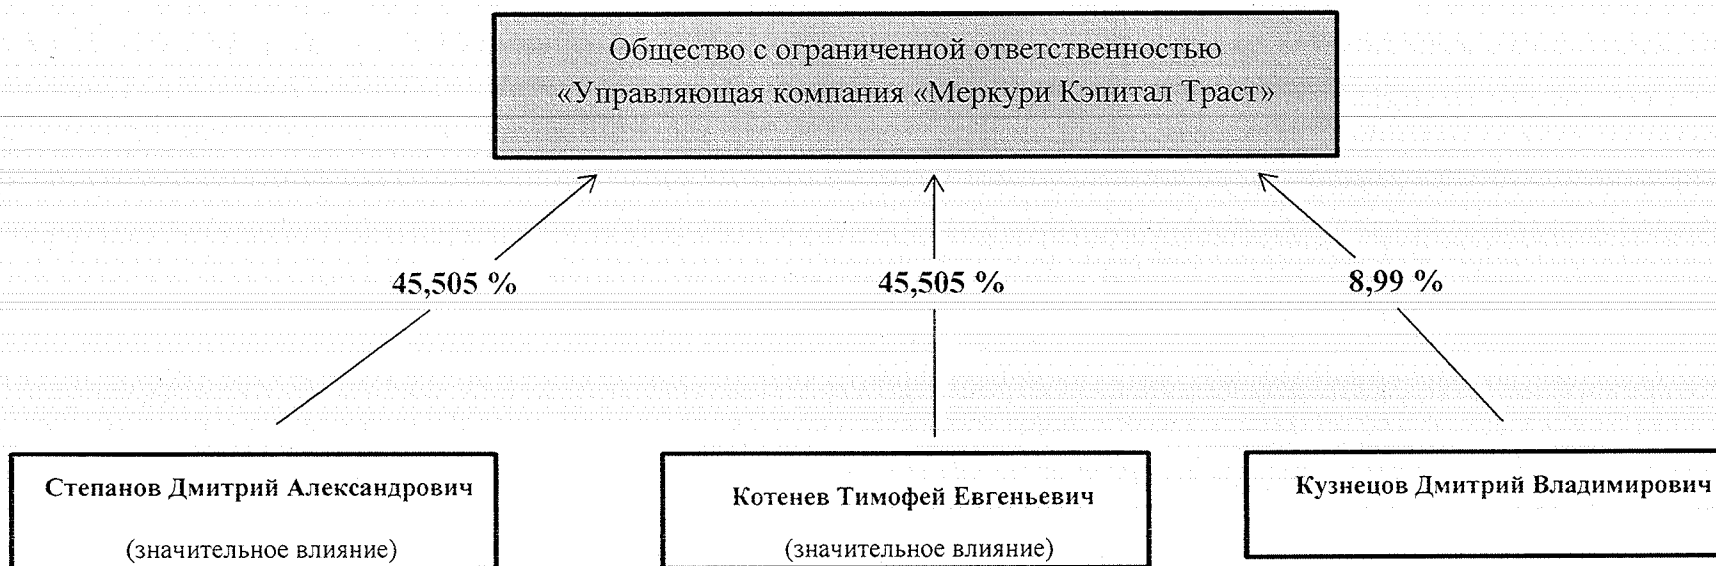 Общество с ограниченной ответственностью
«Управляющая компания «Меркури Кэпитал Траст»
45,505 %
45,505 %
8,99 %
Степанов Дмитрий Александрович
(значительное влияние)
Котенев Тимофей Евгеньевич
(значительное влияние)
Кузнецов Дмитрий Владимирович